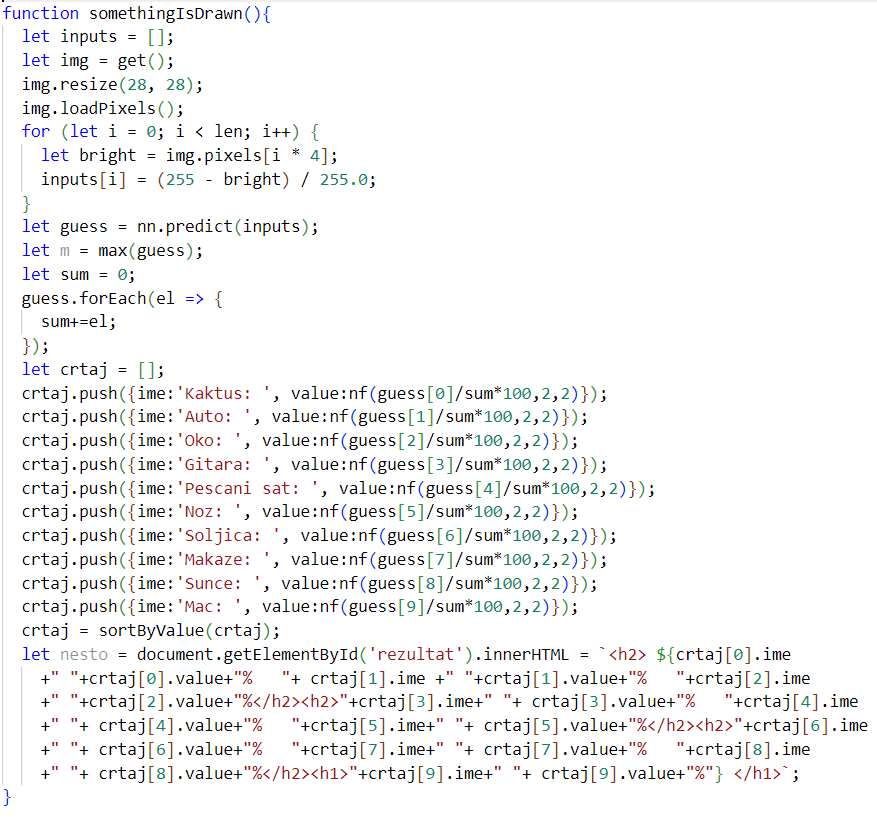 function somethingIsDrawn(){
  let inputs = [];
  let img = get();
  img.resize(28, 28);
  img.loadPixels();
  for (let i = 0; i < len; i++) {
    let bright = img.pixels[i * 4];
    inputs[i] = (255 - bright) / 255.0;
  }
  let guess = nn.predict(inputs);
  let m = max(guess);
  let sum = 0;
  guess.forEach(el => {
    sum+=el;
  });
  let crtaj = [];
  crtaj.push({ime:'Kaktus: ', value:nf(guess[0]/sum*100,2,2)});
  crtaj.push({ime:'Auto: ', value:nf(guess[1]/sum*100,2,2)});
  crtaj.push({ime:'Oko: ', value:nf(guess[2]/sum*100,2,2)});
  crtaj.push({ime:'Gitara: ', value:nf(guess[3]/sum*100,2,2)});
  crtaj.push({ime:'Pescani sat: ', value:nf(guess[4]/sum*100,2,2)});
  crtaj.push({ime:'Noz: ', value:nf(guess[5]/sum*100,2,2)});
  crtaj.push({ime:'Soljica: ', value:nf(guess[6]/sum*100,2,2)});
  crtaj.push({ime:'Makaze: ', value:nf(guess[7]/sum*100,2,2)});
  crtaj.push({ime:'Sunce: ', value:nf(guess[8]/sum*100,2,2)});
  crtaj.push({ime:'Mac: ', value:nf(guess[9]/sum*100,2,2)});
  crtaj = sortByValue(crtaj);
  let nesto = document.getElementById('rezultat').innerHTML = `<h2> ${crtaj[0].ime
    +" "+crtaj[0].value+"%   "+ crtaj[1].ime +" "+crtaj[1].value+"%   "+crtaj[2].ime
    +" "+crtaj[2].value+"%</h2><h2>"+crtaj[3].ime+" "+ crtaj[3].value+"%   "+crtaj[4].ime
    +" "+ crtaj[4].value+"%   "+crtaj[5].ime+" "+ crtaj[5].value+"%</h2><h2>"+crtaj[6].ime
    +" "+ crtaj[6].value+"%   "+crtaj[7].ime+" "+ crtaj[7].value+"%   "+crtaj[8].ime
    +" "+ crtaj[8].value+"%</h2><h1>"+crtaj[9].ime+" "+ crtaj[9].value+"%"} </h1>`;
}